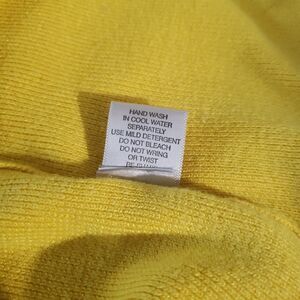 HAND WASH
IN COOL WATER
SEPARATELY
USE MILD DETERGENT
DO NOT BLEACH
DO NOT WRING
OR TWIST